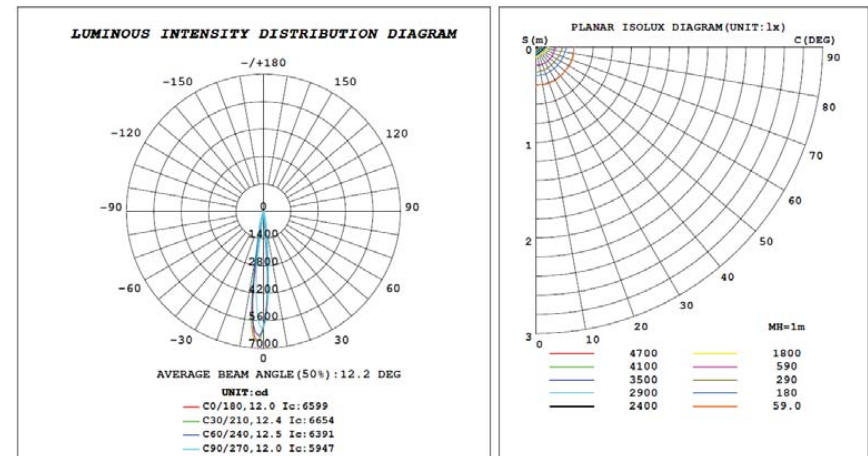 LUMINOUS INTENSITY DISTRIBUTION DIAGRAM
-/+180
-150 150
-120 120
-90 0 90
1400
2800
-60 4200 60
5600
-30 7000 30
0
AVERAGE BEAM ANGLE(50%):12.2 DEG
UNIT:cd
C0/180,12.0 Ic:6599
C30/210,12.4 Ic:6654
C60/240,12.5 Ic:6391
C90/270,12.0 Ic:5947
PLANAR ISOLUX DIAGRAM(UNIT:lx)
S(m) C(DEG)
0 90
80
1
70
60
2
50
40
30
20
3 10
0
MH=1m
4700 1800
4100 590
3500 290
2900 180
2400 59.0